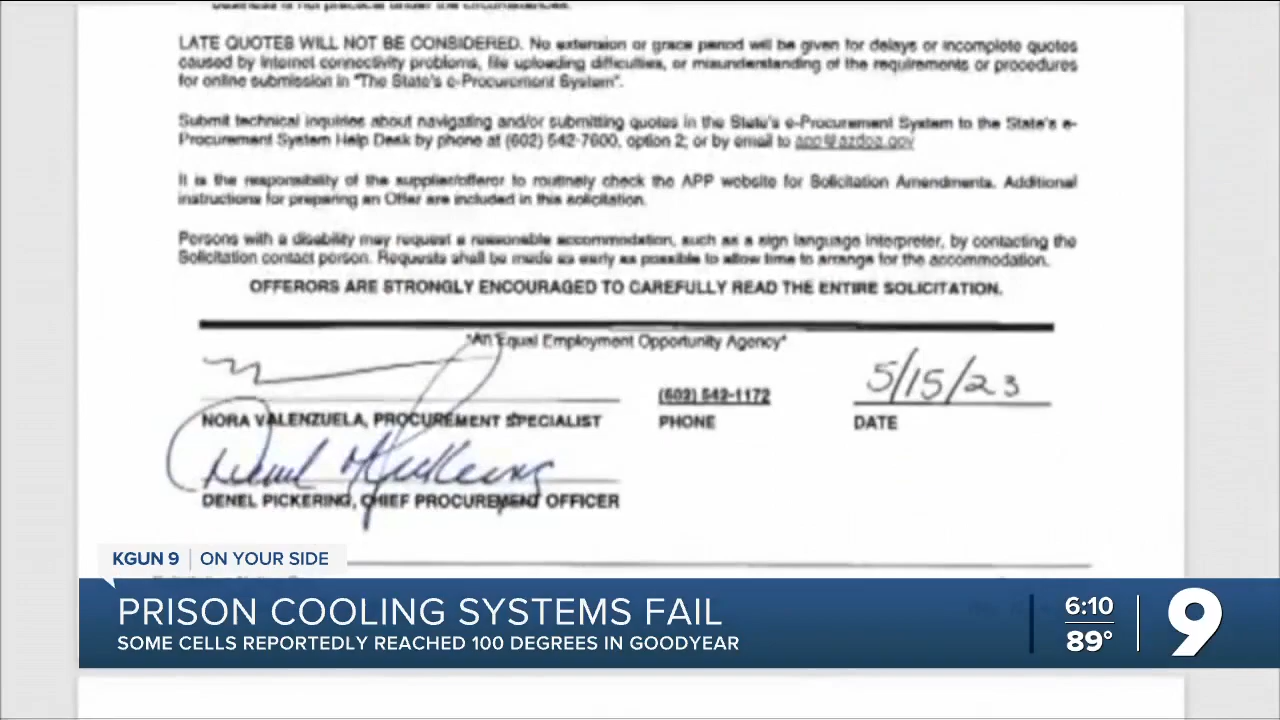 LATE QUOTES WILL NOT BE CONSIDERED. No extension or grace period will be given for delays or incomplete quotes
caused by Internet connectivity problems, file uploading difficulties, or misunderstanding of the requirements or procedures
for online submission in "The State's e-Procurement System".
Submit technical inquiries about navigating and/or submitting quotes in the State's e-Procurement System to the State's e-
Procurement System Help Desk by phone at (602) 542-7600, option 2; or by email to app@azdoa.gov
It is the responsibility of the supplier/offeror to routinely check the APP website for Solicitation Amendments. Additional
instructions for preparing an Offer are included in this solicitation.
Persons with a disability may request a reasonable accommodation, such as a sign language interpreter, by contacting the
Solicitation contact person. Requests shall be made as early as possible to allow time to arrange for the accommodation.
OFFERORS ARE STRONGLY ENCOURAGED TO CAREFULLY READ THE ENTIRE SOLICITATION.
"An Equal Employment Opportunity Agency"
5/15/23
(602) 542-1172
NORA VALENZUELA, PROCUREMENT SPECIALIST PHONE DATE
Denel Pickering
DENEL PICKERING, CHIEF PROCUREMENT OFFICER
KGUN 9 ON YOUR SIDE
PRISON COOLING SYSTEMS FAIL
SOME CELLS REPORTEDLY REACHED 100 DEGREES IN GOODYEAR
6:10
89°
9